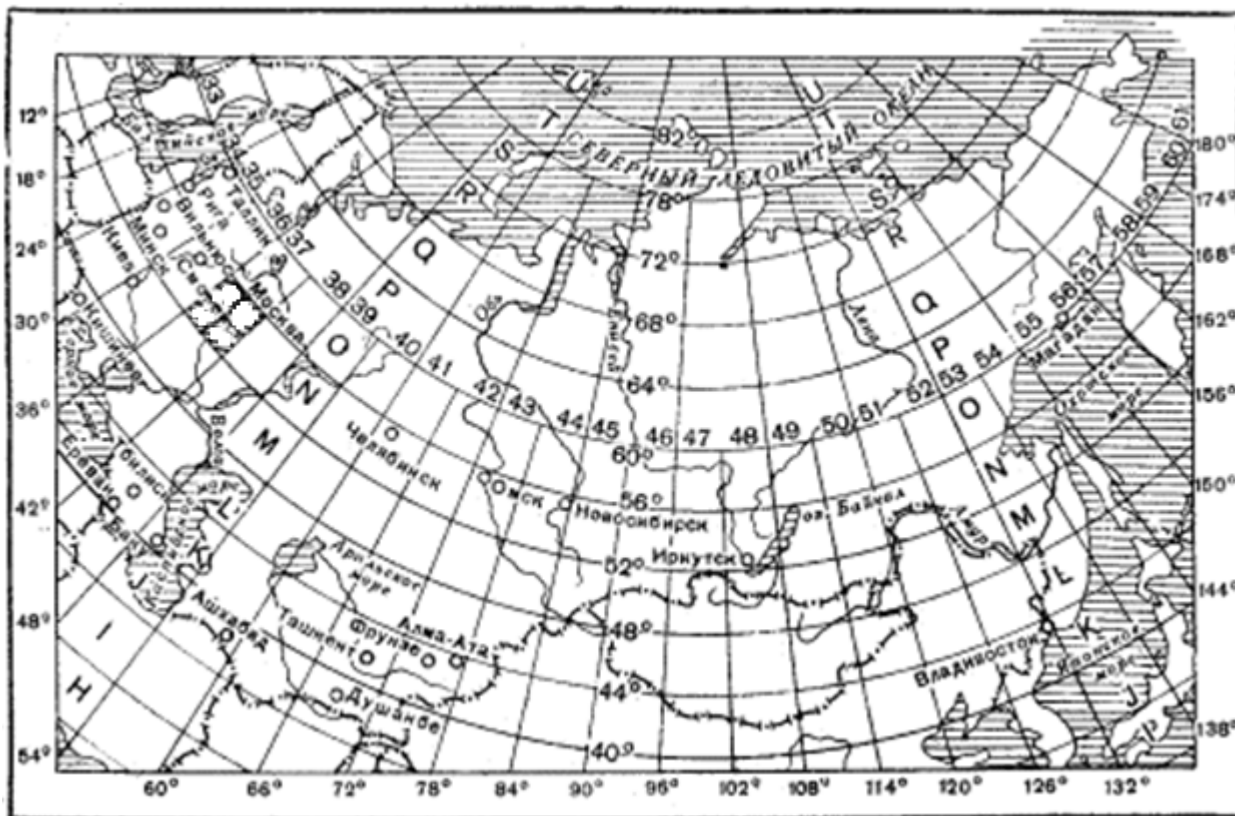 СЕВЕРНЫЙ ЛЕДОВИТЫЙ ОКЕАН
U
U
T
T
S
S
R
R
Q
Q
P
P
O
O
N
N
M
M
L
L
K
K
J
J
I
H
82°
78°
72°
68°
64°
60°
56°
52°
48°
44°
40°
33
34
35
36
37
38 39 40 41 42 43 44 45 46 47 48 49 50 51 52 53 54 55 56 57 58 59 60 61
Балтийское море
Таллин
Рига
Вильнюс
Минск
Киев
Москва
Кишинев
море
Тбилиси
Ереван
Баку
Волга
море
Обь
Енисей
Лена
Челябинск
Омск
Новосибирск
Иркутск
оз. Байкал
Амур
Магадан
Охотское
море
Аральское
море
Ашхабад
Ташкент
Фрунзе
Алма-Ата
Душанбе
Владивосток
Японское
море
12°
18°
24°
30°
36°
42°
48°
54°
60° 66° 72° 78° 84° 90° 96° 102° 108° 114° 120° 126° 132°
180°
174°
168°
162°
156°
150°
144°
138°